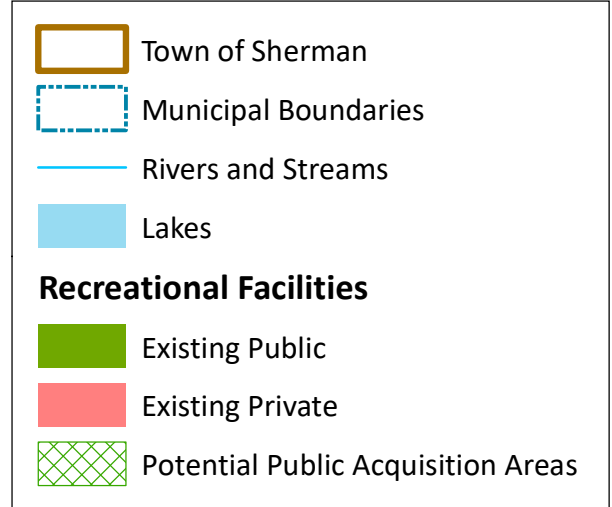 Town of Sherman
Municipal Boundaries
Rivers and Streams
Lakes
Recreational Facilities
Existing Public
Existing Private
Potential Public Acquisition Areas